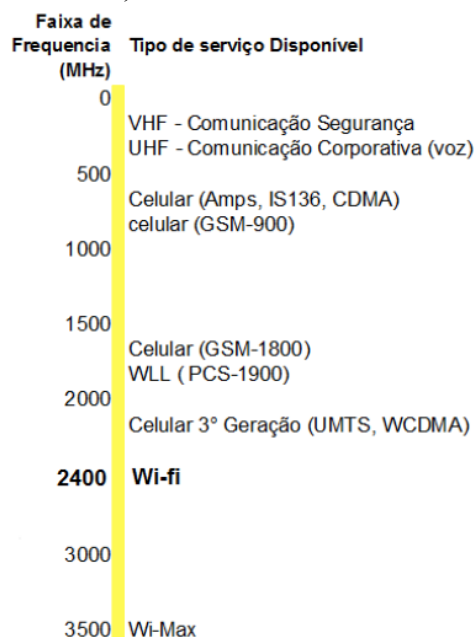 Faixa de
Frequencia Tipo de serviço Disponível
(MHz)
0
VHF - Comunicação Segurança
UHF - Comunicação Corporativa (voz)
500
Celular (Amps, IS136, CDMA)
celular (GSM-900)
1000
1500
Celular (GSM-1800)
WLL ( PCS-1900)
2000
Celular 3° Geração (UMTS, WCDMA)
2400 Wi-fi
3000
3500 Wi-Max